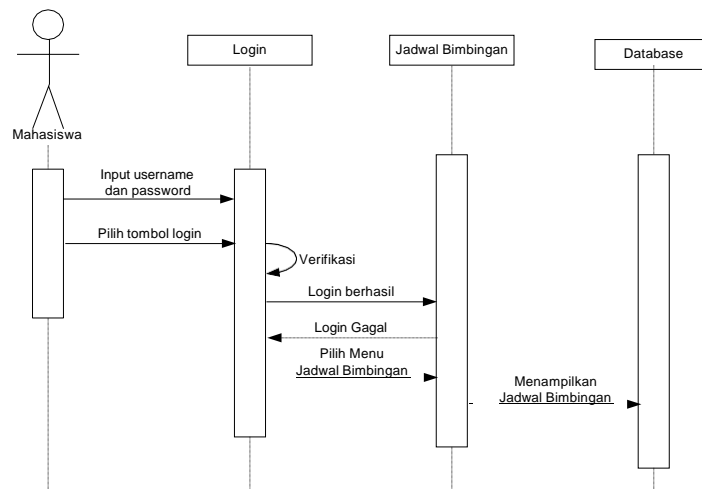 Login
Jadwal Bimbingan
Database
Mahasiswa
Input username
dan password
Pilih tombol login
Verifikasi
Login berhasil
Login Gagal
Pilih Menu
Jadwal Bimbingan
Menampilkan
Jadwal Bimbingan